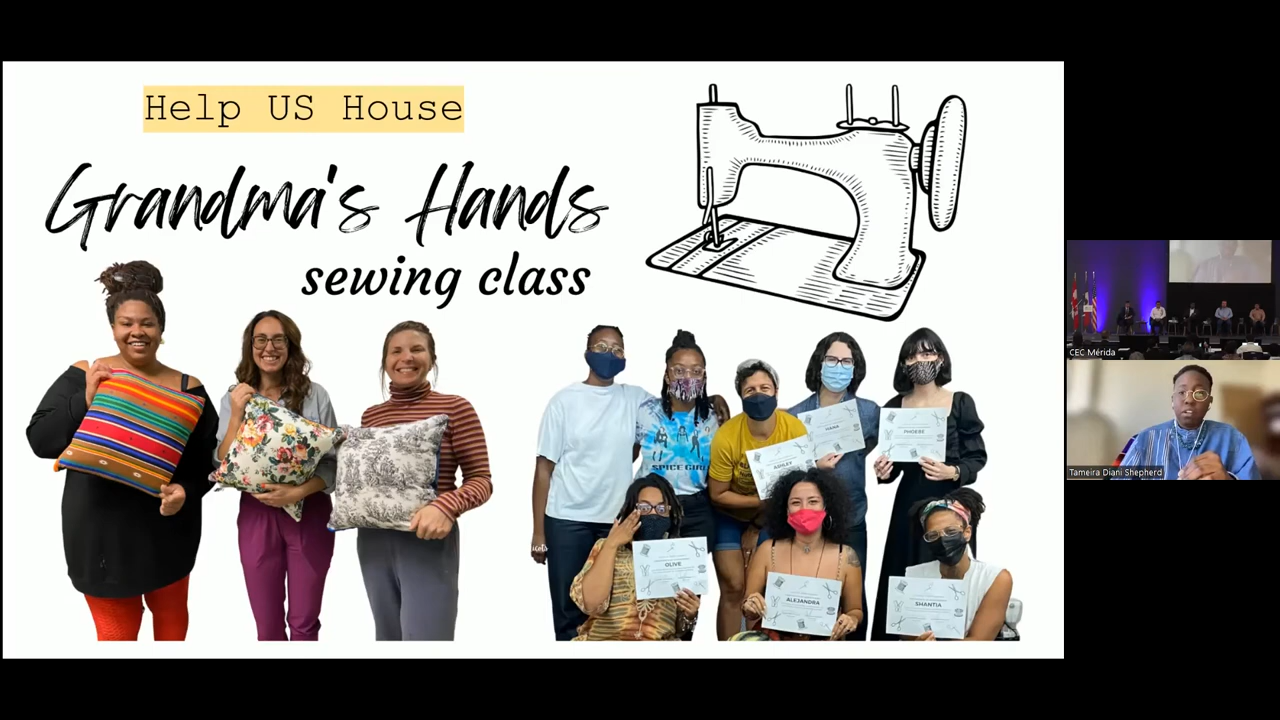 Help US House
Grandma's Hands
sewing class
SPICE GIRL
HANA
PHOEBE
ASHLEY
OLIVE
ALEJANDRA
SHANTIA
CEC Mérida
Tameira Diani Shepherd